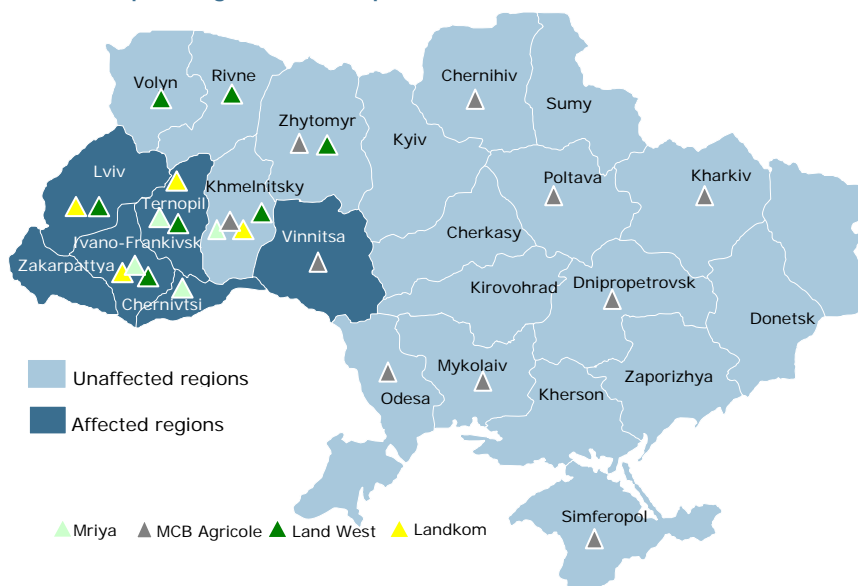 Volyn
Rivne
Chernihiv
Sumy
Zhytomyr
Kyiv
Lviv
Khmelnitsky
Poltava
Kharkiv
Ternopil
Ivano-Frankivsk
Vinnitsa
Cherkasy
Zakarpattya
Chernivtsi
Kirovohrad
Dnipropetrovsk
Donetsk
Unaffected regions
Mykolaiv
Zaporizhya
Odesa
Kherson
Affected regions
Simferopol
Mriya MCB Agricole Land West Landkom